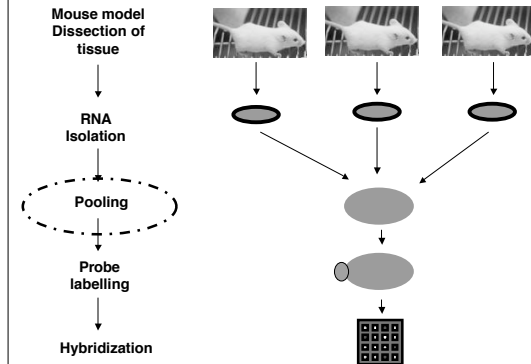 Mouse model
Dissection of
tissue
RNA
Isolation
Pooling
Probe
labelling
Hybridization